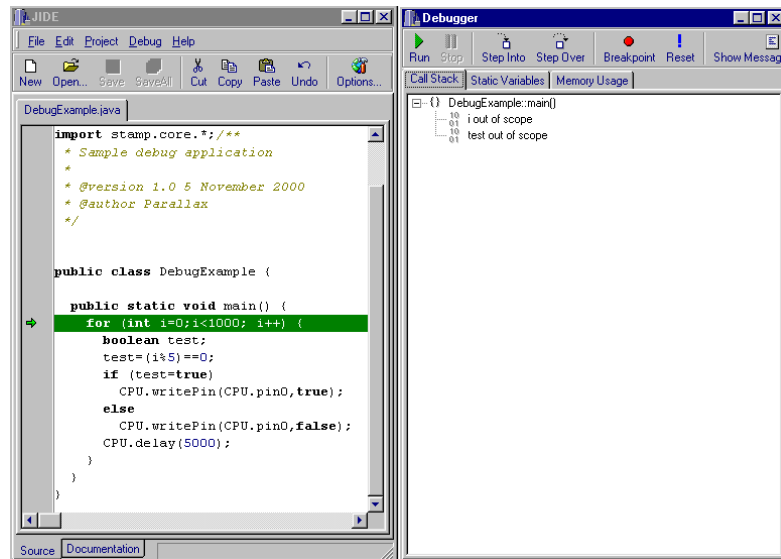 JIDE
File Edit Project Debug Help
New Open... Save SaveAll Cut Copy Paste Undo Options...
DebugExample.java
import stamp.core.*;/**
* Sample debug application
*
* @version 1.0 5 November 2000
* @author Parallax
*/
public class DebugExample {
public static void main() {
for (int i=0;i<1000; i++) {
boolean test;
test=(i%5)==0;
if (test=true)
CPU.writePin(CPU.pin0,true);
else
CPU.writePin(CPU.pin0,false);
CPU.delay(5000);
}
}
}
Source Documentation
Debugger
Run Stop Step Into Step Over Breakpoint Reset Show Messag
Call Stack Static Variables Memory Usage
{} DebugExample::main()
10 01 i out of scope
10 01 test out of scope